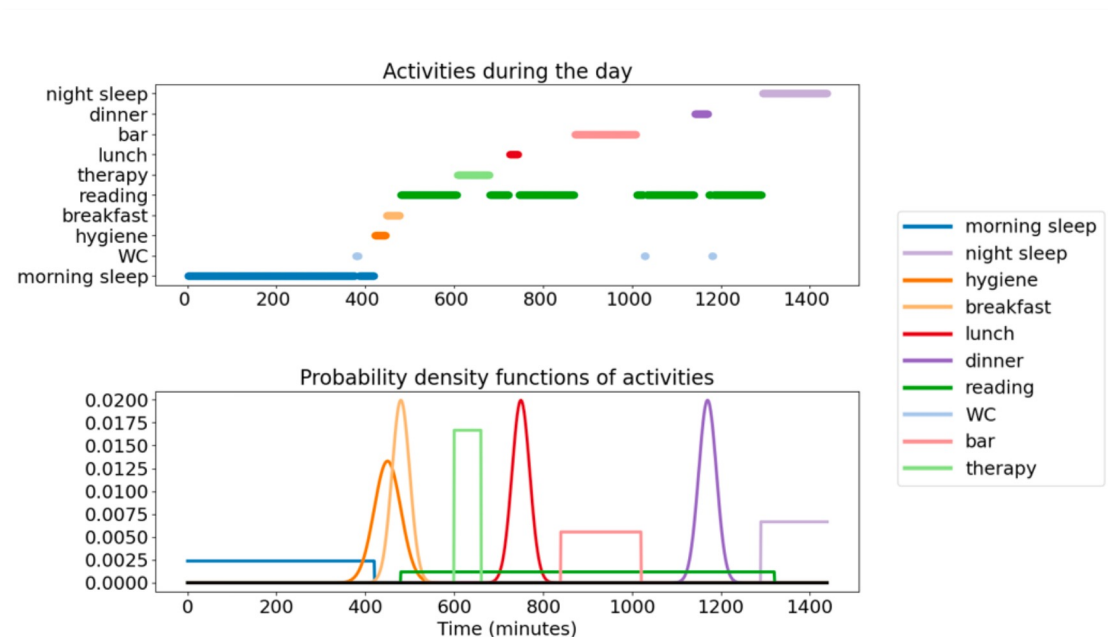 Activities during the day
night sleep
dinner
bar
lunch
therapy
reading
breakfast
hygiene
WC
morning sleep
0 200 400 600 800 1000 1200 1400
Probability density functions of activities
0.0200
0.0175
0.0150
0.0125
0.0100
0.0075
0.0050
0.0025
0.0000
0 200 400 600 800 1000 1200 1400
Time (minutes)
morning sleep
night sleep
hygiene
breakfast
lunch
dinner
reading
WC
bar
therapy